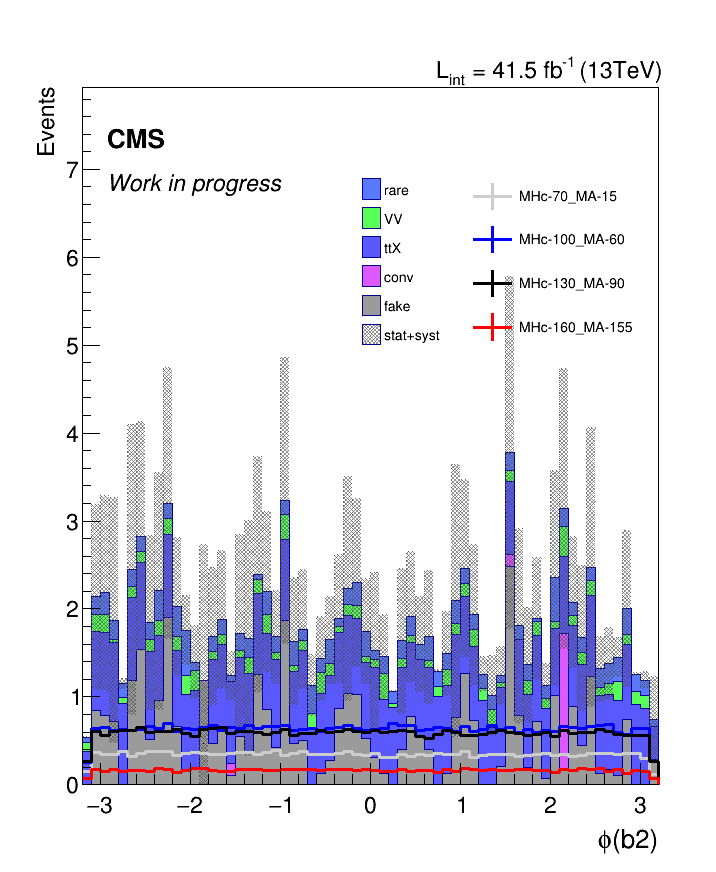 L_int = 41.5 fb^-1 (13TeV)
Events
CMS
Work in progress
rare
VV
ttX
conv
fake
stat+syst
MHc-70_MA-15
MHc-100_MA-60
MHc-130_MA-90
MHc-160_MA-155
7
6
5
4
3
2
1
0
−3 −2 −1 0 1 2 3
ϕ(b2)